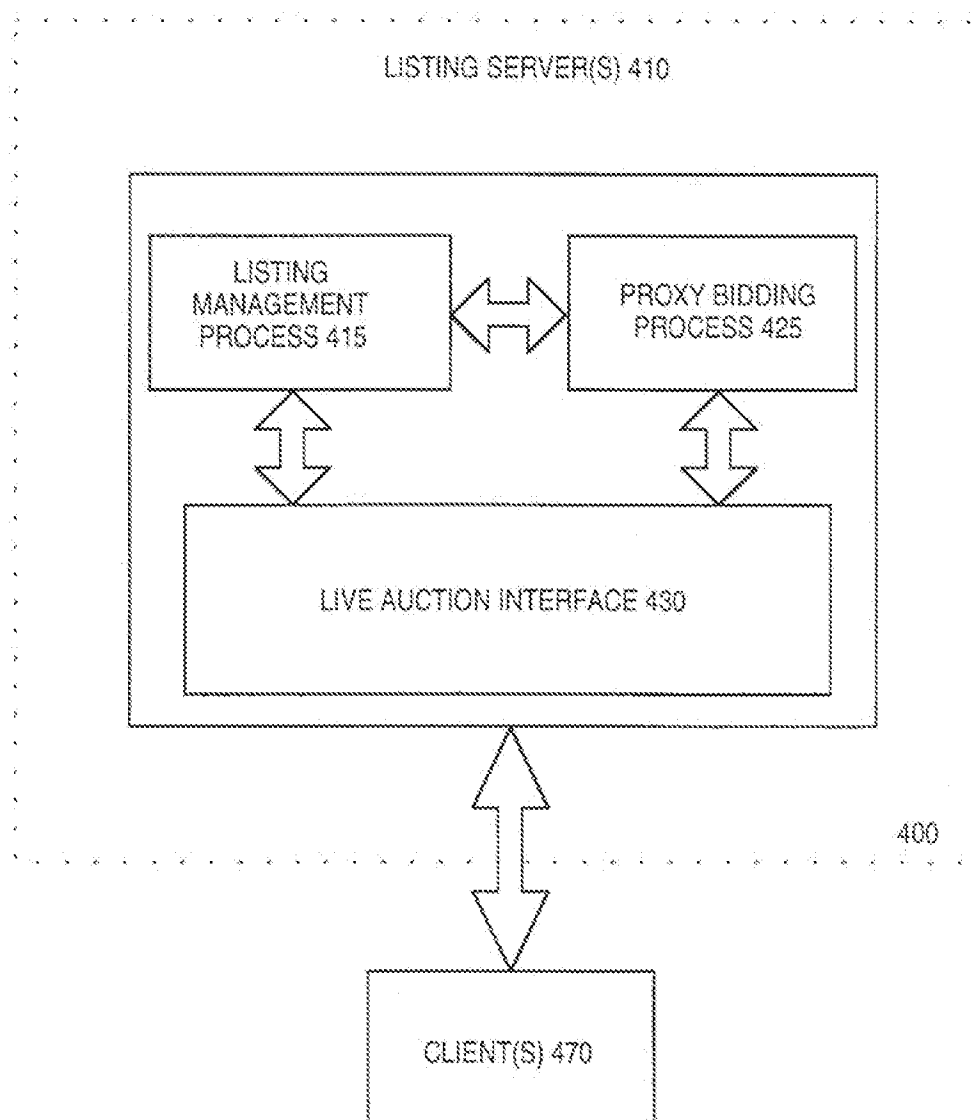 LISTING SERVER(S) 410
LISTING
MANAGEMENT
PROCESS 415
PROXY BIDDING
PROCESS 425
LIVE AUCTION INTERFACE 430
400
CLIENT(S) 470